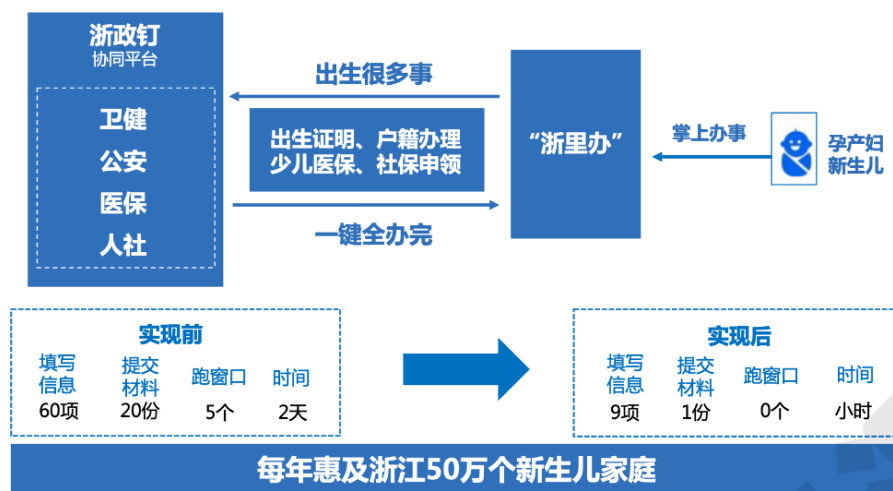 浙政钉
协同平台
卫健
公安
医保
人社
出生很多事
出生证明、户籍办理
少儿医保、社保申领
一键全办完
“浙里办”
掌上办事
孕产妇
新生儿
实现前
填写
信息
提交
材料
跑窗口
时间
60项
20份
5个
2天
实现后
填写
信息
提交
材料
跑窗口
时间
9项
1份
0个
小时
每年惠及浙江50万个新生儿家庭